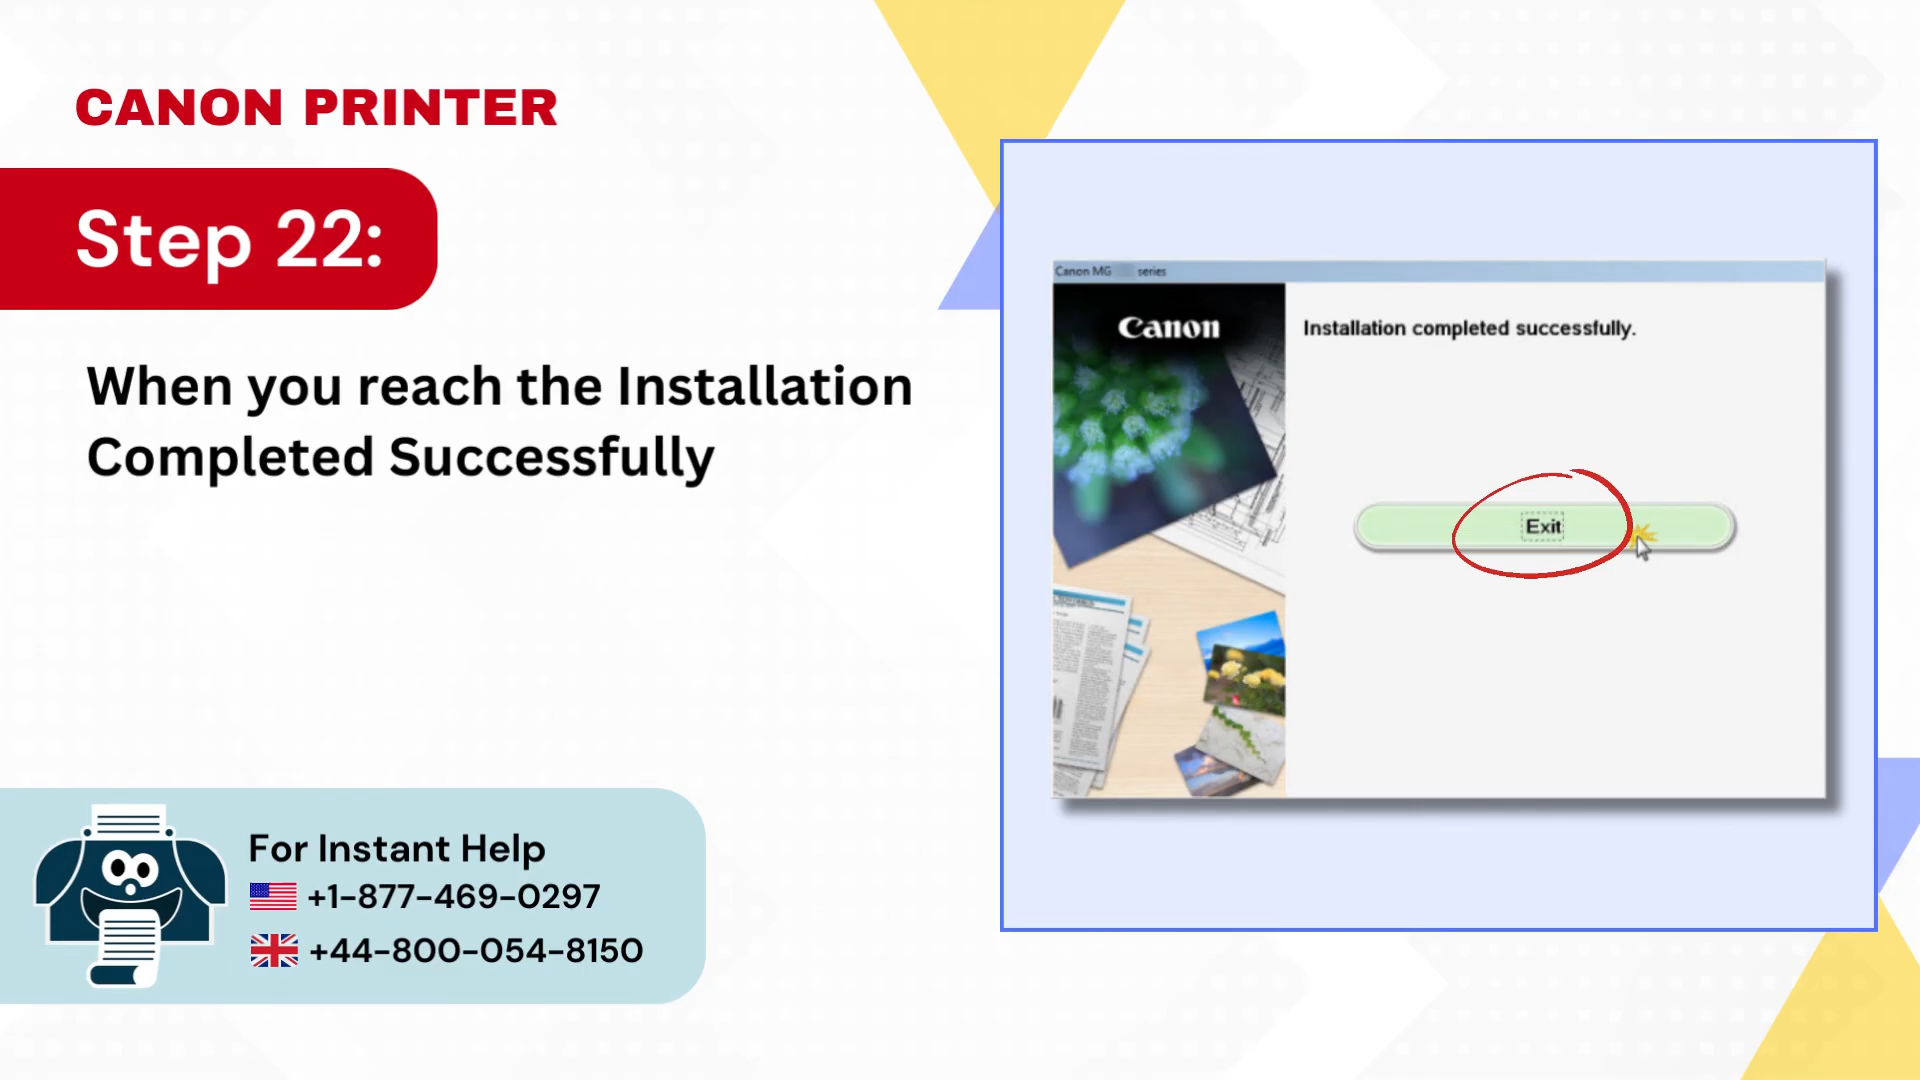 CANON PRINTER
Step 22:
When you reach the Installation
Completed Successfully
For Instant Help
+1-877-469-0297
+44-800-054-8150
Canon MG series
Canon
Installation completed successfully.
Exit